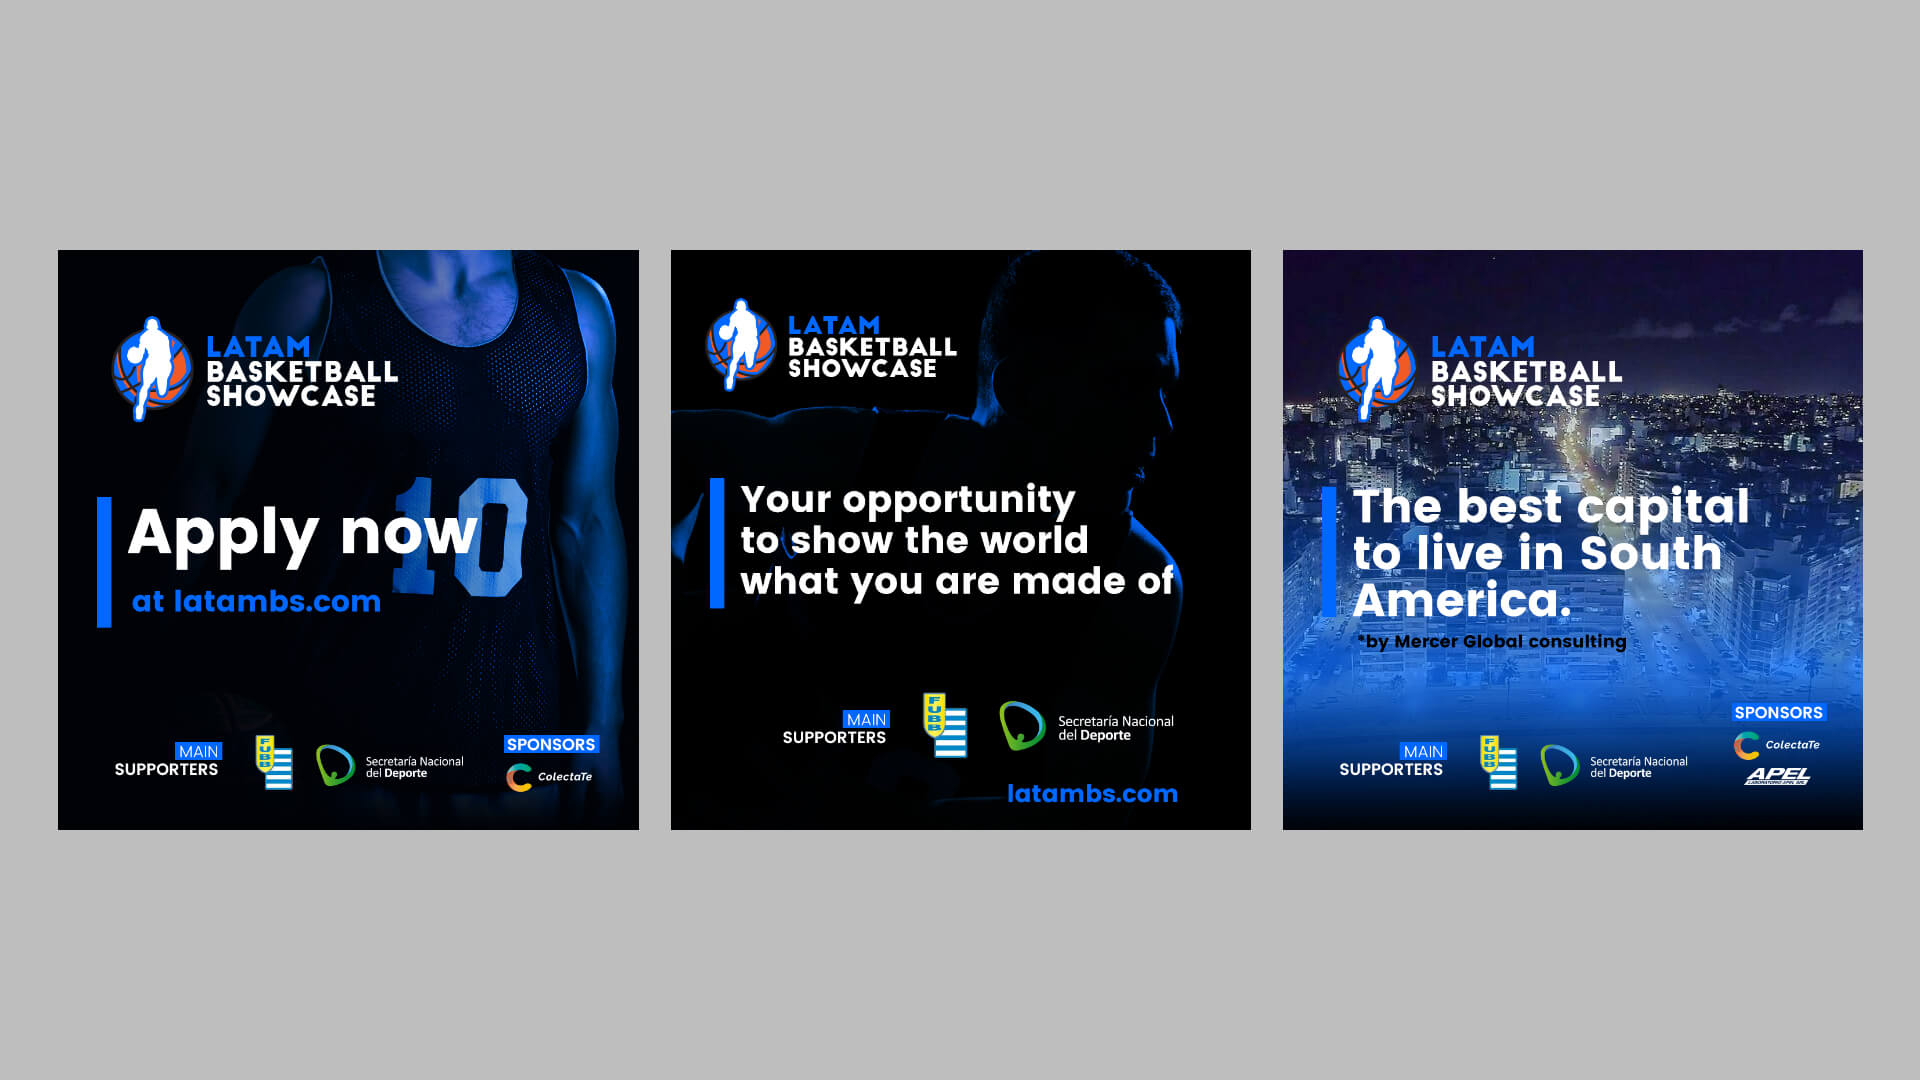 LATAM
BASKETBALL
SHOWCASE
10
Apply now
at latambs.com
MAIN
SUPPORTERS
FUBB
Secretaría Nacional
del Deporte
SPONSORS
ColectaTe
LATAM
BASKETBALL
SHOWCASE
Your opportunity
to show the world
what you are made of
MAIN
SUPPORTERS
FUBB
Secretaría Nacional
del Deporte
latambs.com
LATAM
BASKETBALL
SHOWCASE
The best capital
to live in South
America.
*by Mercer Global consulting
MAIN
SUPPORTERS
FUBB
Secretaría Nacional
del Deporte
SPONSORS
ColectaTe
APEL